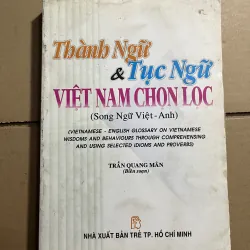 Thành Ngữ
& Tục Ngữ
VIỆT NAM CHỌN LỌC
(Song Ngữ Việt - Anh)
(VIETNAMESE - ENGLISH GLOSSARY ON VIETNAMESE
WISDOMS AND BEHAVIOURS THROUGH COMPREHENSING
AND USING SELECTED IDIOMS AND PROVERBS)
TRẦN QUANG MÂN
(Biên soạn)
NHÀ XUẤT BẢN TRẺ TP. HỒ CHÍ MINH